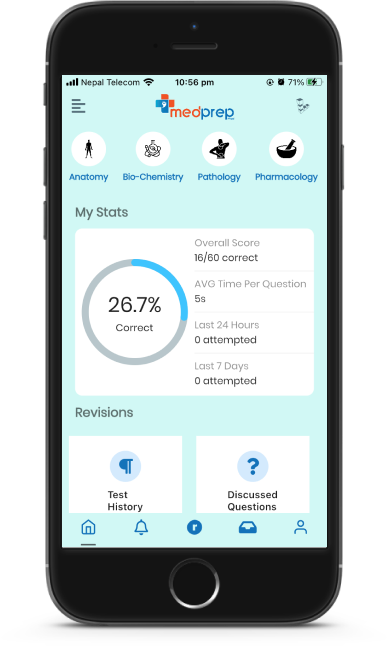 Nepal Telecom 10:56 pm 71%
medprep
Anatomy Bio-Chemistry Pathology Pharmacology
My Stats
Overall Score
16/60 correct
26.7%
Correct
AVG Time Per Question
5s
Last 24 Hours
0 attempted
Last 7 Days
0 attempted
Revisions
Test
History
Discussed
Questions